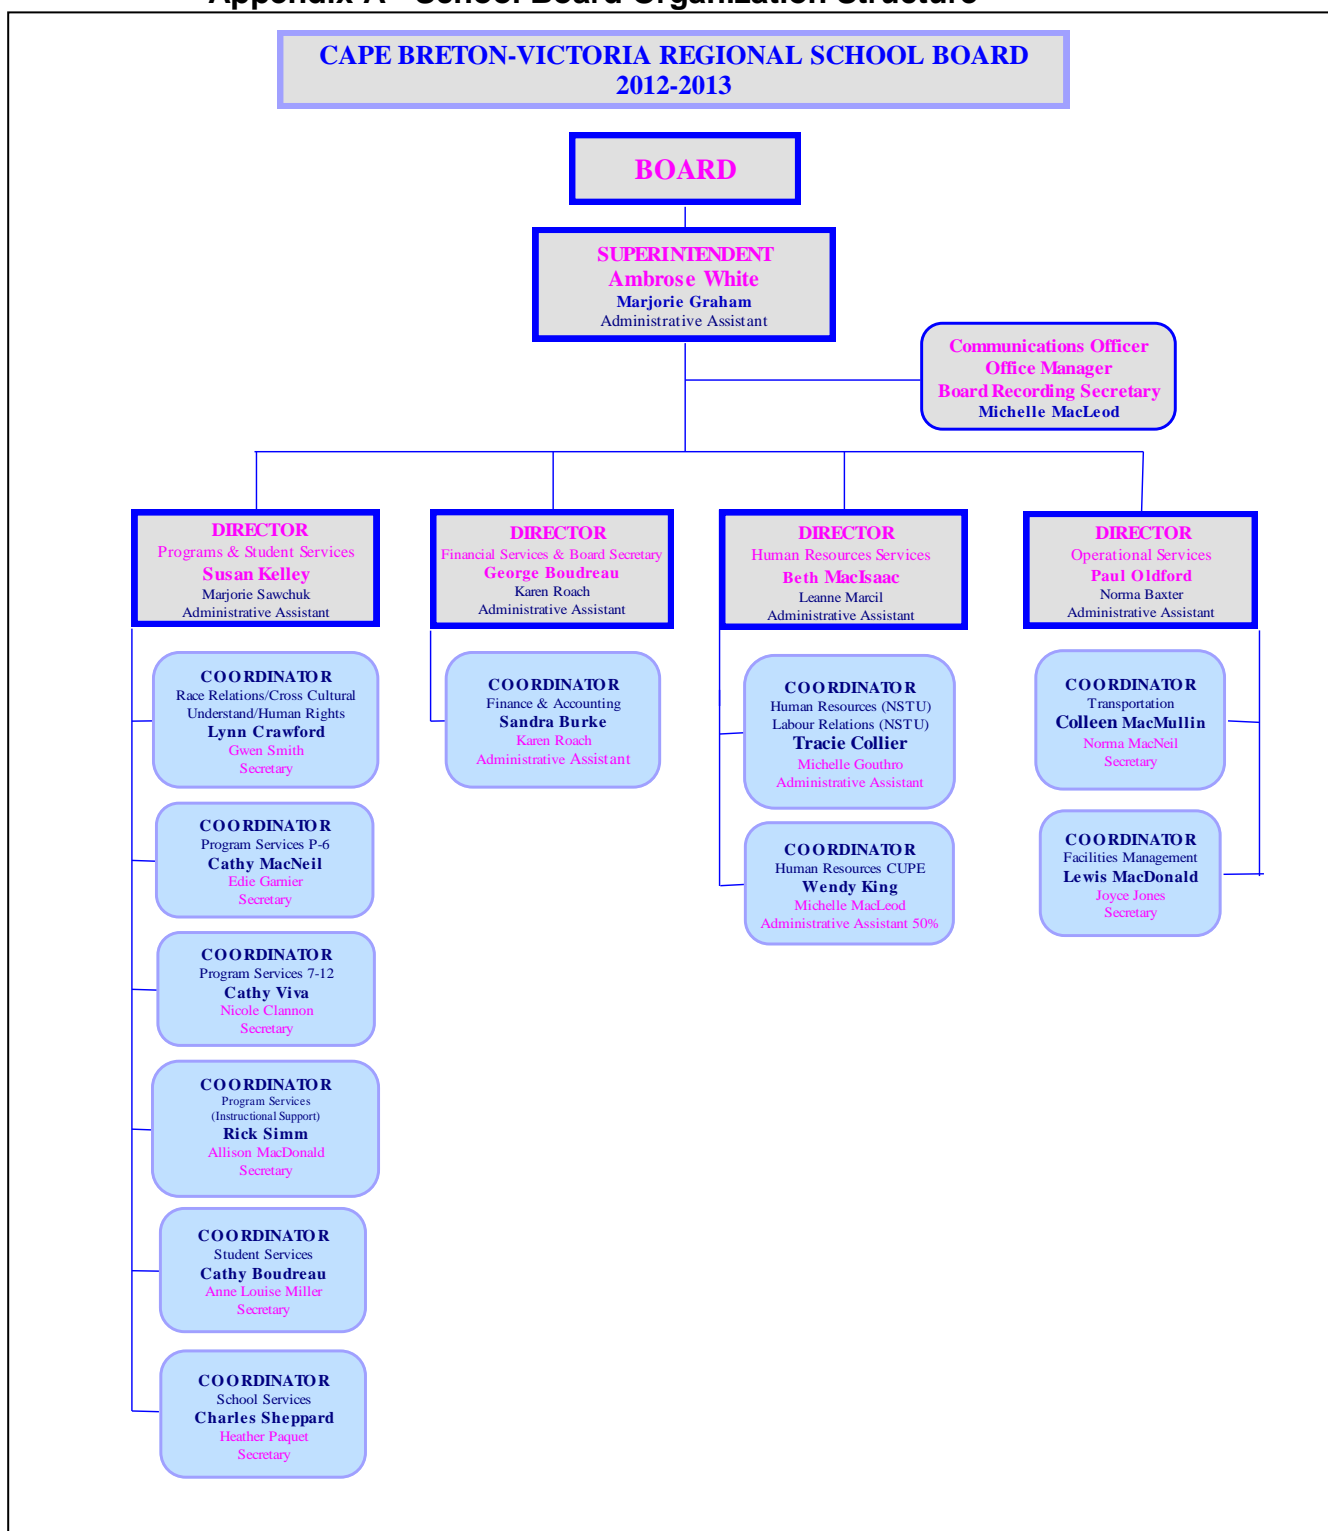 Appendix A - School Board Organization Structure
CAPE BRETON-VICTORIA REGIONAL SCHOOL BOARD
2012-2013
BOARD
SUPERINTENDENT
Ambrose White
Marjorie Graham
Administrative Assistant
Communications Officer
Office Manager
Board Recording Secretary
Michelle MacLeod
DIRECTOR
Programs & Student Services
Susan Kelley
Marjorie Sawchuk
Administrative Assistant
DIRECTOR
Financial Services & Board Secretary
George Boudreau
Karen Roach
Administrative Assistant
DIRECTOR
Human Resources Services
Beth MacIsaac
Leanne Marcil
Administrative Assistant
DIRECTOR
Operational Services
Paul Oldford
Norma Baxter
Administrative Assistant
COORDINATOR
Race Relations/Cross Cultural
Understand/Human Rights
Lynn Crawford
Gwen Smith
Secretary
COORDINATOR
Program Services P-6
Cathy MacNeil
Edie Garnier
Secretary
COORDINATOR
Program Services 7-12
Cathy Viva
Nicole Clannon
Secretary
COORDINATOR
Program Services
(Instructional Support)
Rick Simm
Allison MacDonald
Secretary
COORDINATOR
Student Services
Cathy Boudreau
Anne Louise Miller
Secretary
COORDINATOR
School Services
Charles Sheppard
Heather Paquet
Secretary
COORDINATOR
Finance & Accounting
Sandra Burke
Karen Roach
Administrative Assistant
COORDINATOR
Human Resources (NSTU)
Labour Relations (NSTU)
Tracie Collier
Michelle Gouthro
Administrative Assistant
COORDINATOR
Human Resources CUPE
Wendy King
Michelle MacLeod
Administrative Assistant 50%
COORDINATOR
Transportation
Colleen MacMullin
Norma MacNeil
Secretary
COORDINATOR
Facilities Management
Lewis MacDonald
Joyce Jones
Secretary